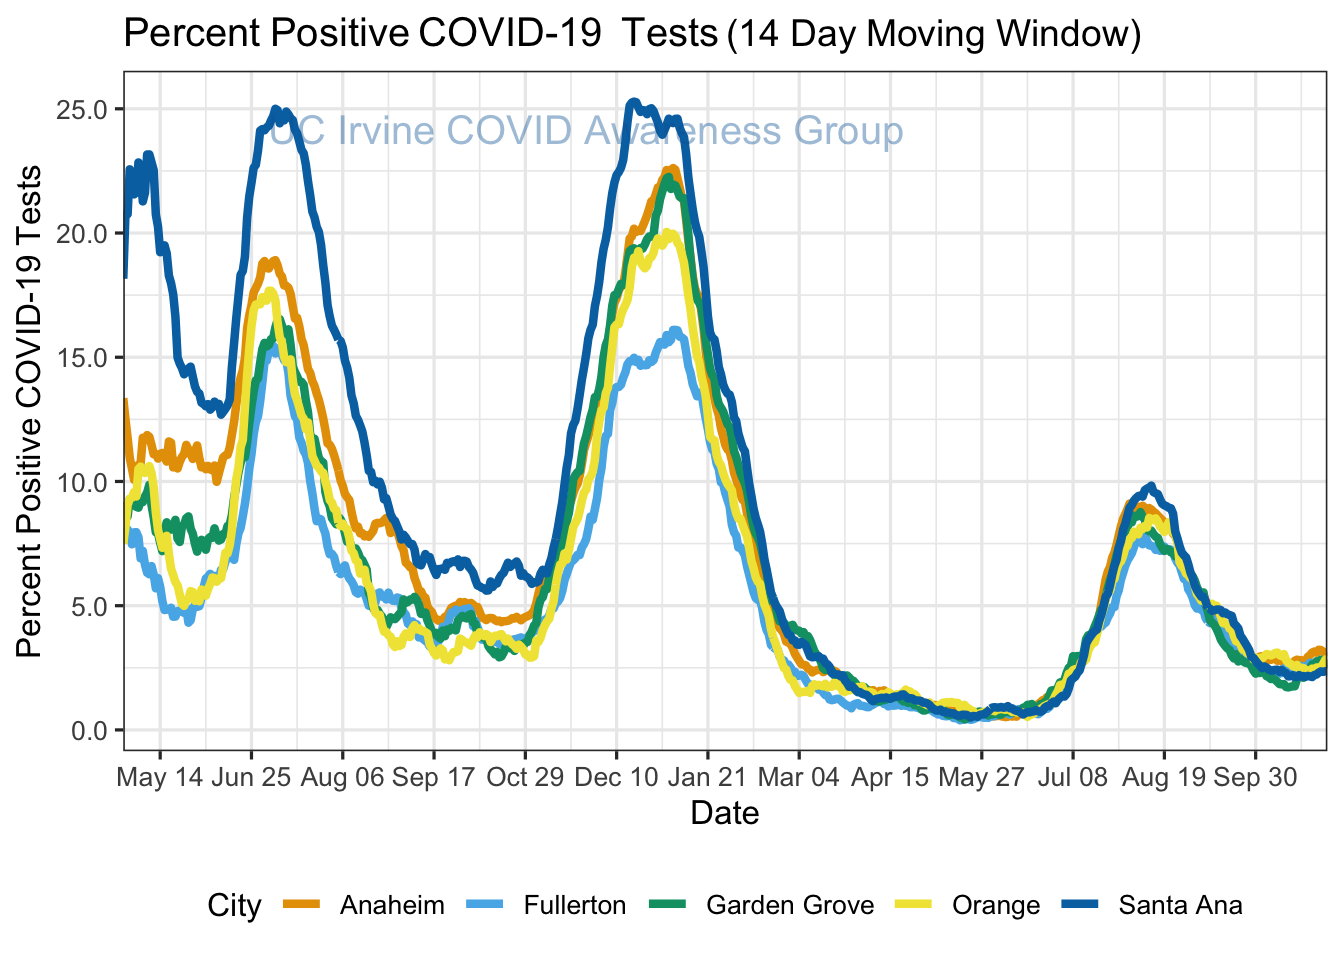 Percent Positive COVID-19 Tests (14 Day Moving Window)
UC Irvine COVID Awareness Group
Percent Positive COVID-19 Tests
25.0
20.0
15.0
10.0
5.0
0.0
May 14 Jun 25 Aug 06 Sep 17 Oct 29 Dec 10 Jan 21 Mar 04 Apr 15 May 27 Jul 08 Aug 19 Sep 30
Date
City Anaheim Fullerton Garden Grove Orange Santa Ana